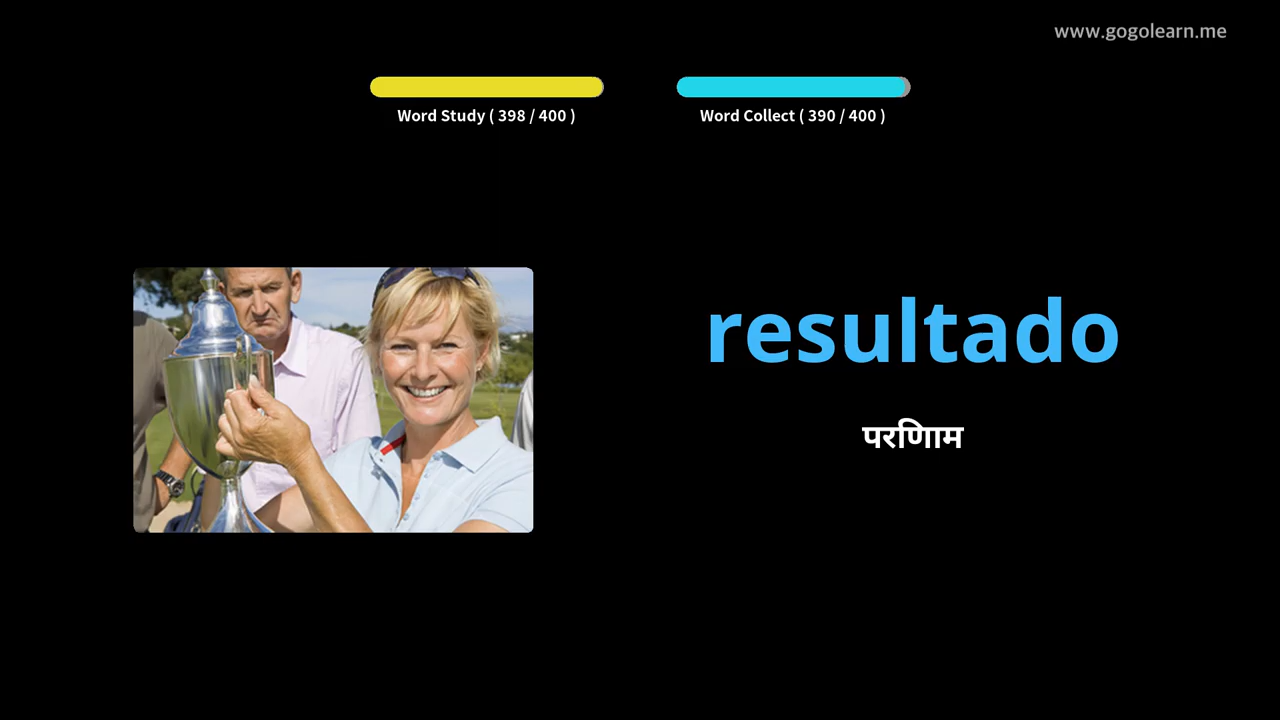 www.gogolearn.me
Word Study ( 398 / 400 )
Word Collect ( 390 / 400 )
resultado
परिणाम